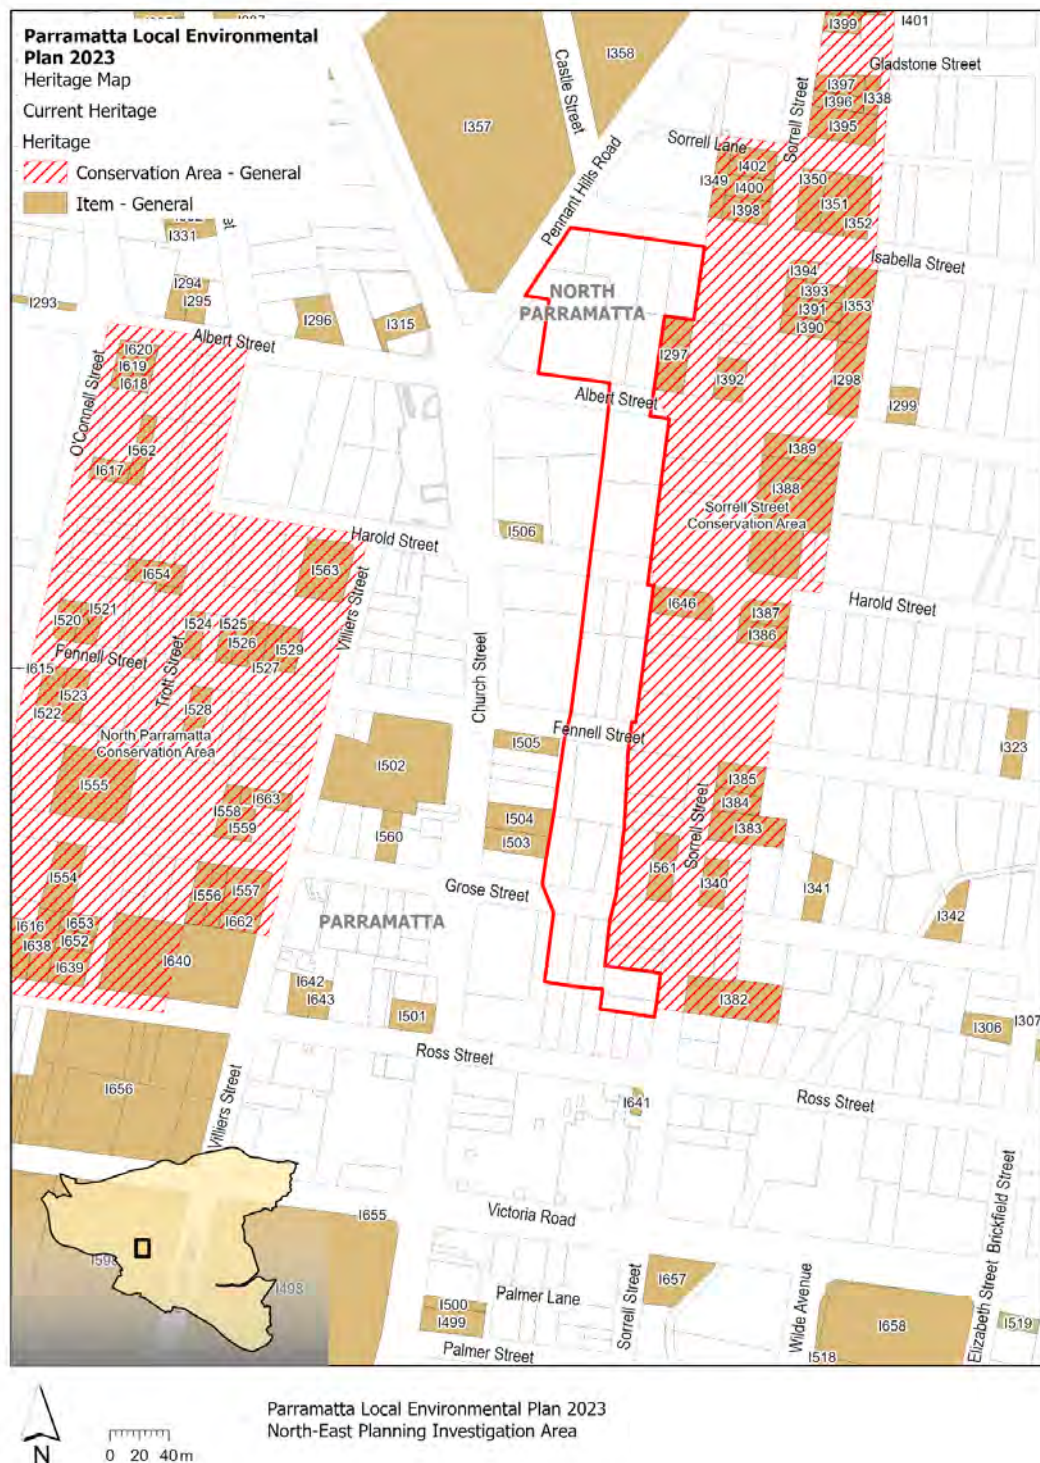 Parramatta Local Environmental
Plan 2023
Heritage Map
Current Heritage
Heritage
Conservation Area - General
Item - General
I399
I401
Gladstone Street
I358
Castle Street
I397
I396
I338
I395
Sorrell Street
I357
Pennant Hills Road
Sorrell Lane
I402
I349
I400
I398
I350
I351
I352
I331
Isabella Street
I294
I295
I293
I296
I315
NORTH
PARRAMATTA
I394
I393
I391
I390
I353
I297
I392
I298
I299
Albert Street
Albert Street
O'Connell Street
I620
I619
I618
I562
I617
I389
I388
Sorrell Street
Conservation Area
I506
Harold Street
I563
I654
Villiers Street
I646
I387
I386
Harold Street
I521
I520
I524
I525
I526
I529
I527
Fennell Street
I615
Trott Street
I523
I522
I528
Church Street
North Parramatta
Conservation Area
I555
I502
I505
Fennell Street
I323
I663
I558
I559
I560
I504
I503
I385
I384
I383
Sorrell Street
I561
I340
I341
I342
I554
I556
I557
I662
Grose Street
PARRAMATTA
I616
I653
I638
I652
I639
I640
I642
I643
I501
I382
I306
I307
Ross Street
I656
I641
Ross Street
Villiers Street
I655
Victoria Road
Brickfield Street
Elizabeth Street
I598
I498
I657
Palmer Lane
I500
I499
Sorrell Street
Wilde Avenue
I658
I519
I518
Palmer Street
N
0 20 40 m
Parramatta Local Environmental Plan 2023
North-East Planning Investigation Area